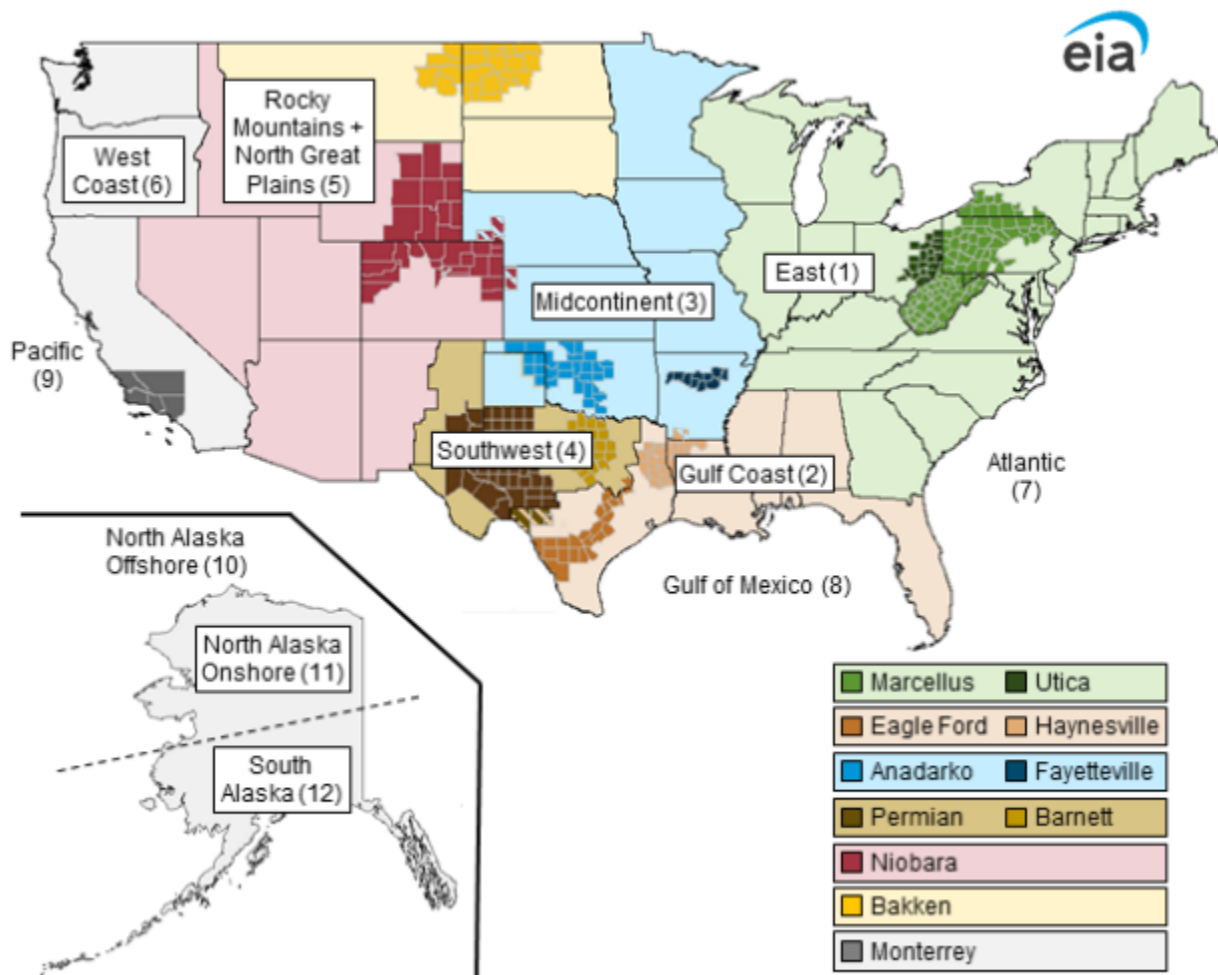 eia
Rocky
Mountains +
North Great
Plains (5)
West
Coast (6)
East (1)
Midcontinent (3)
Pacific
(9)
Southwest (4)
Gulf Coast (2)
Atlantic
(7)
North Alaska
Offshore (10)
Gulf of Mexico (8)
North Alaska
Onshore (11)
South
Alaska (12)
Marcellus Utica
Eagle Ford Haynesville
Anadarko Fayetteville
Permian Barnett
Niobara
Bakken
Monterrey